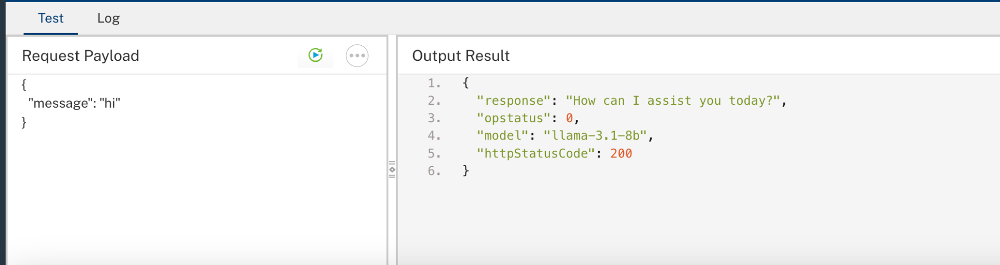 Test Log
Request Payload
{
"message": "hi"
}
Output Result
1. {
2. "response": "How can I assist you today?",
3. "opstatus": 0,
4. "model": "llama-3.1-8b",
5. "httpStatusCode": 200
6. }